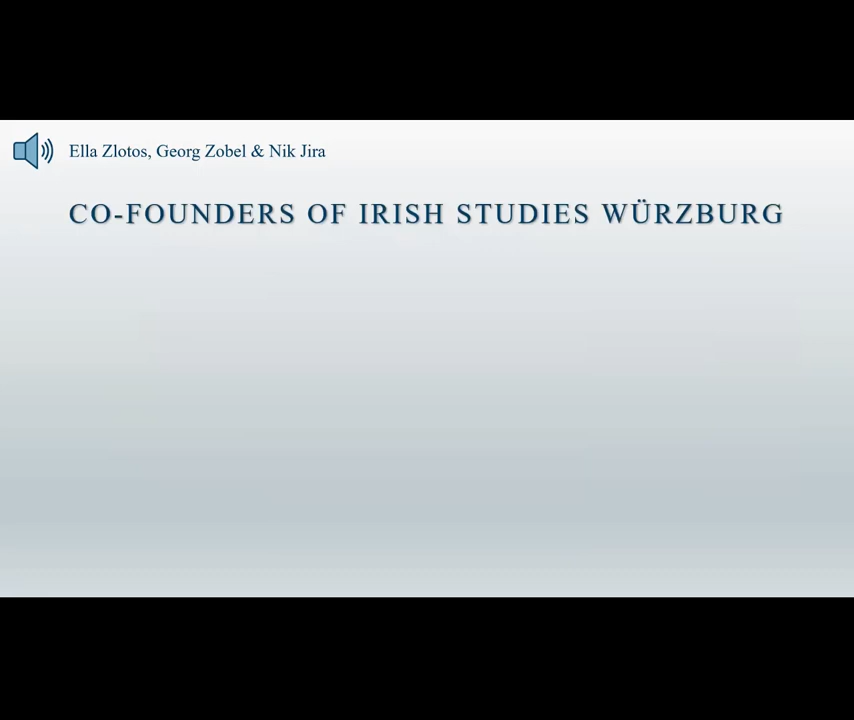 Ella Zlotos, Georg Zobel & Nik Jira
CO-FOUNDERS OF IRISH STUDIES WÜRZBURG